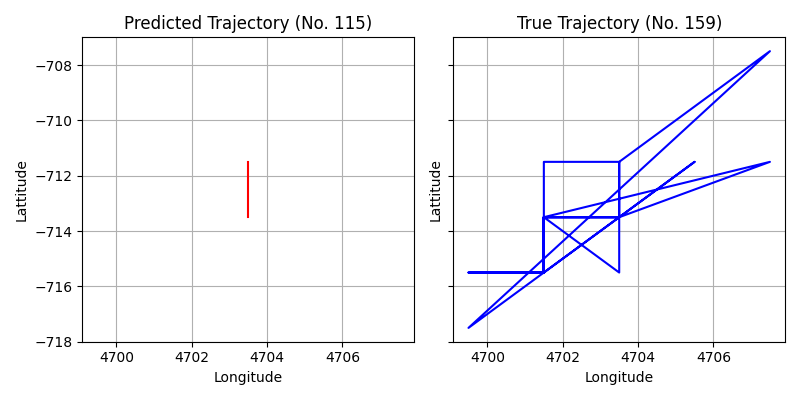 Predicted Trajectory (No. 115)
True Trajectory (No. 159)
Lattitude
−708
−710
−712
−714
−716
−718
4700
4702
4704
4706
Longitude
Lattitude
4700
4702
4704
4706
Longitude